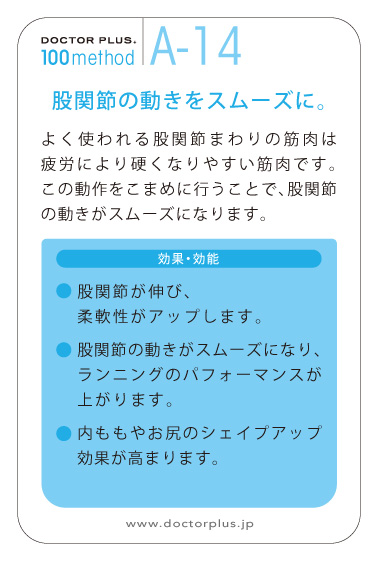 DOCTOR PLUS.
100method
A-14
股関節の動きをスムーズに。
よく使われる股関節まわりの筋肉は
疲労により硬くなりやすい筋肉です。
この動作をこまめに行うことで、股関節
の動きがスムーズになります。
効果・効能
● 股関節が伸び、
柔軟性がアップします。
● 股関節の動きがスムーズになり、
ランニングのパフォーマンスが
上がります。
● 内ももやお尻のシェイプアップ
効果が高まります。
www.doctorplus.jp